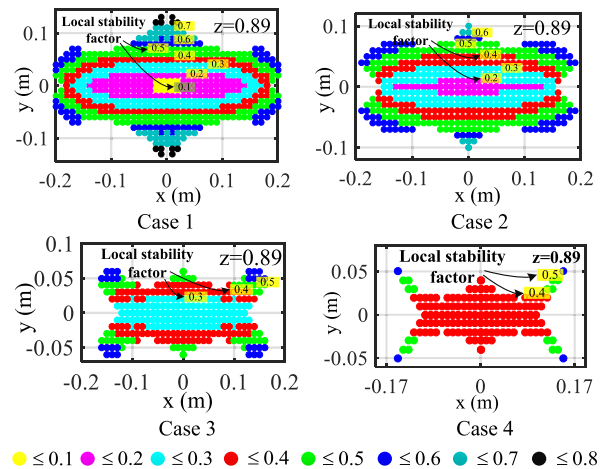 Local stability
factor
z=0.89
0.7
0.6
0.5
0.3
0.2
0.1
0.1
0
-0.1
y (m)
-0.2 -0.1 0 0.1 0.2
x (m)
Case 1
Local stability
factor
z=0.89
0.6
0.5
0.4
0.3
0.2
0.1
0
-0.1
y (m)
-0.2 -0.1 0 0.1 0.2
x (m)
Case 2
Local stability
factor
z=0.89
0.5
0.4
0.3
0.1
0.05
0
-0.05
y (m)
-0.2 -0.1 0 0.1 0.2
x (m)
Case 3
Local stability
factor
z=0.89
0.5
0.4
0.05
0
-0.05
y (m)
-0.17 0 0.17
x (m)
Case 4
≤ 0.1 ≤ 0.2 ≤ 0.3 ≤ 0.4 ≤ 0.5 ≤ 0.6 ≤ 0.7 ≤ 0.8